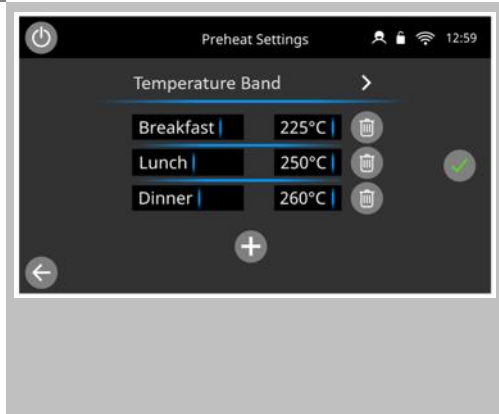 Preheat Settings 12:59
Temperature Band
Breakfast 225°C
Lunch 250°C
Dinner 260°C